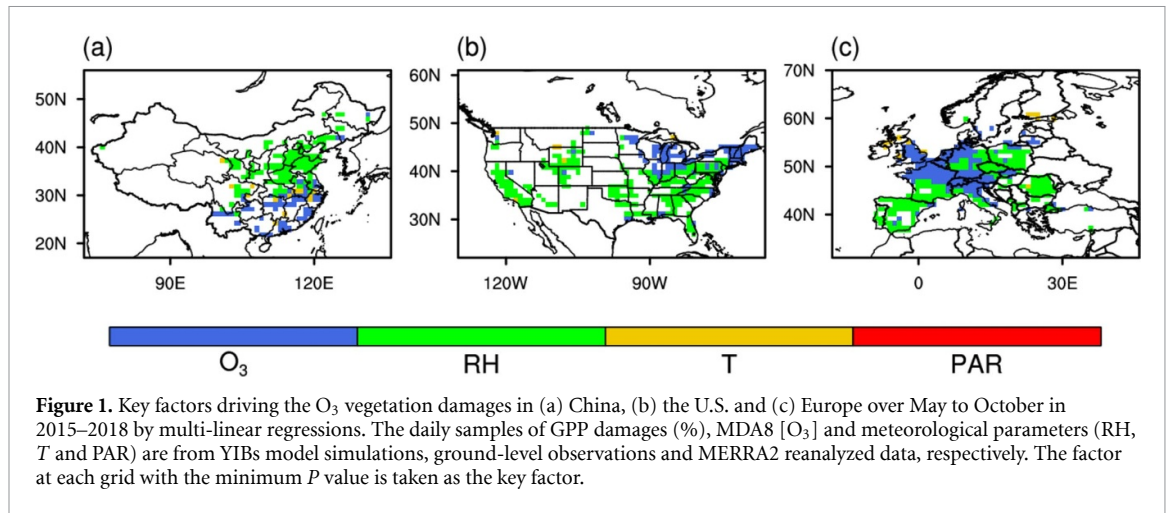 (a) (b) (c)
60N 70N
50N 50N 60N
40N 40N 50N
30N 30N 40N
20N
90E 120E 120W 90W 0 30E
O₃ RH T PAR
Figure 1. Key factors driving the O₃ vegetation damages in (a) China, (b) the U.S. and (c) Europe over May to October in
2015–2018 by multi-linear regressions. The daily samples of GPP damages (%), MDA8 [O₃] and meteorological parameters (RH,
T and PAR) are from YIBs model simulations, ground-level observations and MERRA2 reanalyzed data, respectively. The factor
at each grid with the minimum P value is taken as the key factor.